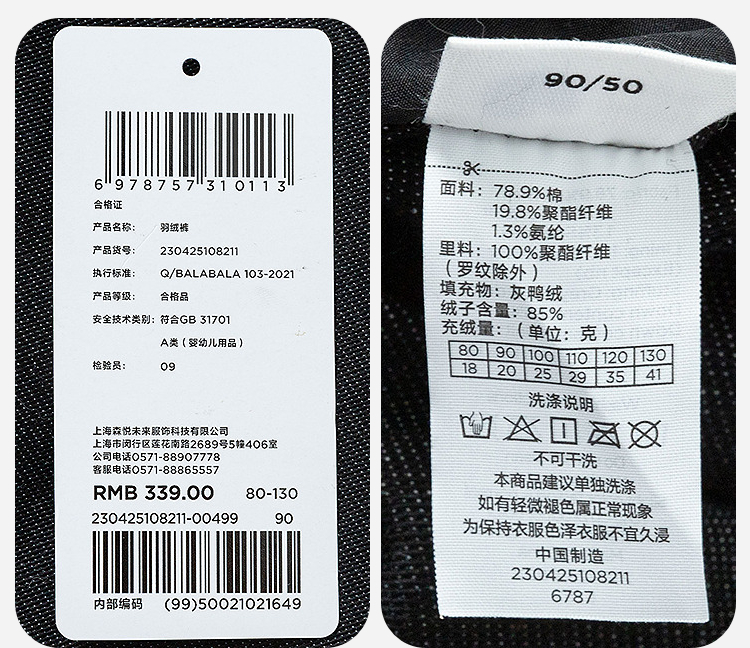 6 978757 310113
合格证
产品名称: 羽绒裤
产品货号: 230425108211
执行标准: Q/BALABALA 103-2021
产品等级: 合格品
安全技术类别: 符合GB 31701
A类（婴幼儿用品）
检验员: 09
上海森悦未来服饰科技有限公司
上海市闵行区莲花南路2689号5幢406室
公司电话0571-88907778
客服电话0571-88865557
RMB 339.00 80-130
230425108211-00499 90
内部编码 (99)50021021649
90/50
面料: 78.9%棉
19.8%聚酯纤维
1.3%氨纶
里料: 100%聚酯纤维
（罗纹除外）
填充物: 灰鸭绒
绒子含量: 85%
充绒量: （单位: 克）
80 90 100 110 120 130
18 20 25 29 35 41
洗涤说明
不可干洗
本商品建议单独洗涤
如有轻微褪色属正常现象
为保持衣服色泽衣服不宜久浸
中国制造
230425108211
6787